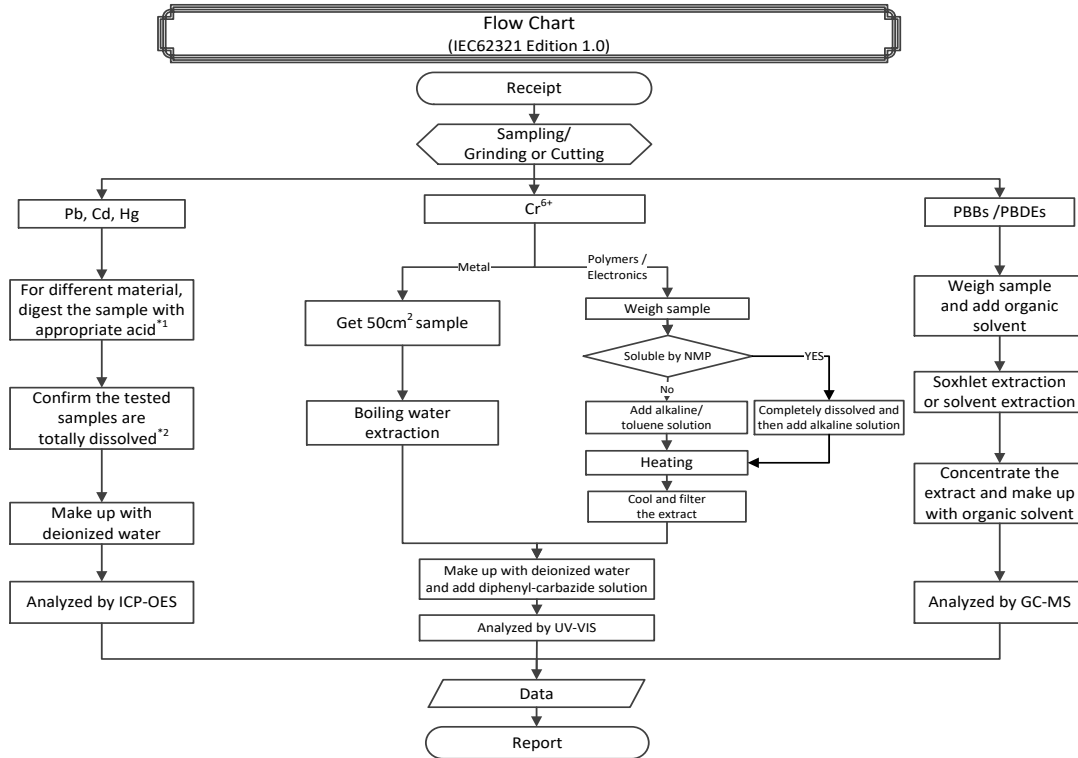 Flow Chart
(IEC62321 Edition 1.0)
Receipt
Sampling/
Grinding or Cutting
Pb, Cd, Hg
For different material,
digest the sample with
appropriate acid*1
Confirm the tested
samples are
totally dissolved*2
Make up with
deionized water
Analyzed by ICP-OES
Cr6+
Metal
Get 50cm2 sample
Boiling water
extraction
Polymers /
Electronics
Weigh sample
Soluble by NMP
YES
No
Add alkaline/
toluene solution
Completely dissolved and
then add alkaline solution
Heating
Cool and filter
the extract
Make up with deionized water
and add diphenyl-carbazide solution
Analyzed by UV-VIS
PBBs /PBDEs
Weigh sample
and add organic
solvent
Soxhlet extraction
or solvent extraction
Concentrate the
extract and make up
with organic solvent
Analyzed by GC-MS
Data
Report